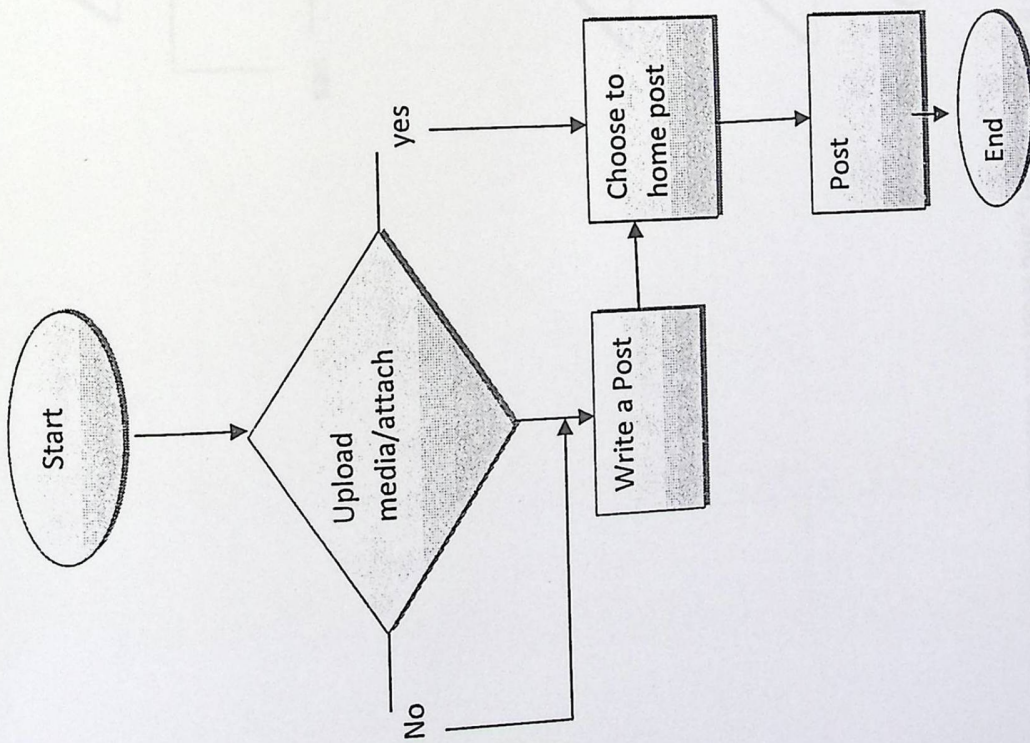 Start
Upload
media/attach
yes
No
Write a Post
Choose to
home post
Post
End